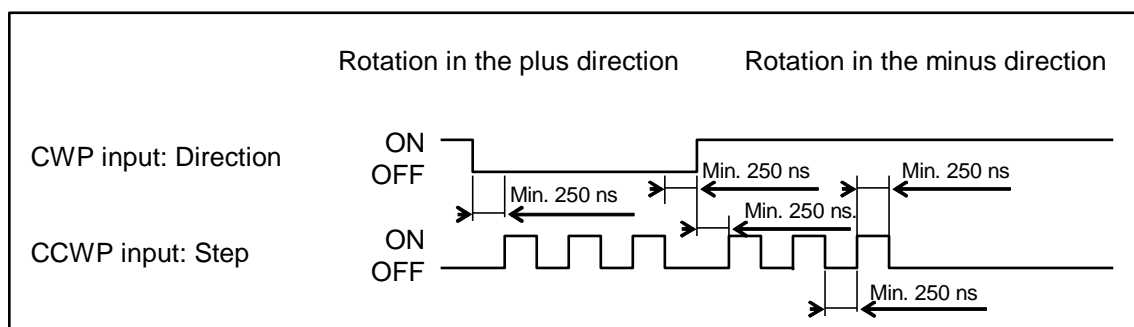 Rotation in the plus direction
Rotation in the minus direction
CWP input: Direction
ON
OFF
Min. 250 ns
Min. 250 ns
Min. 250 ns
Min. 250 ns.
CCWP input: Step
ON
OFF
Min. 250 ns